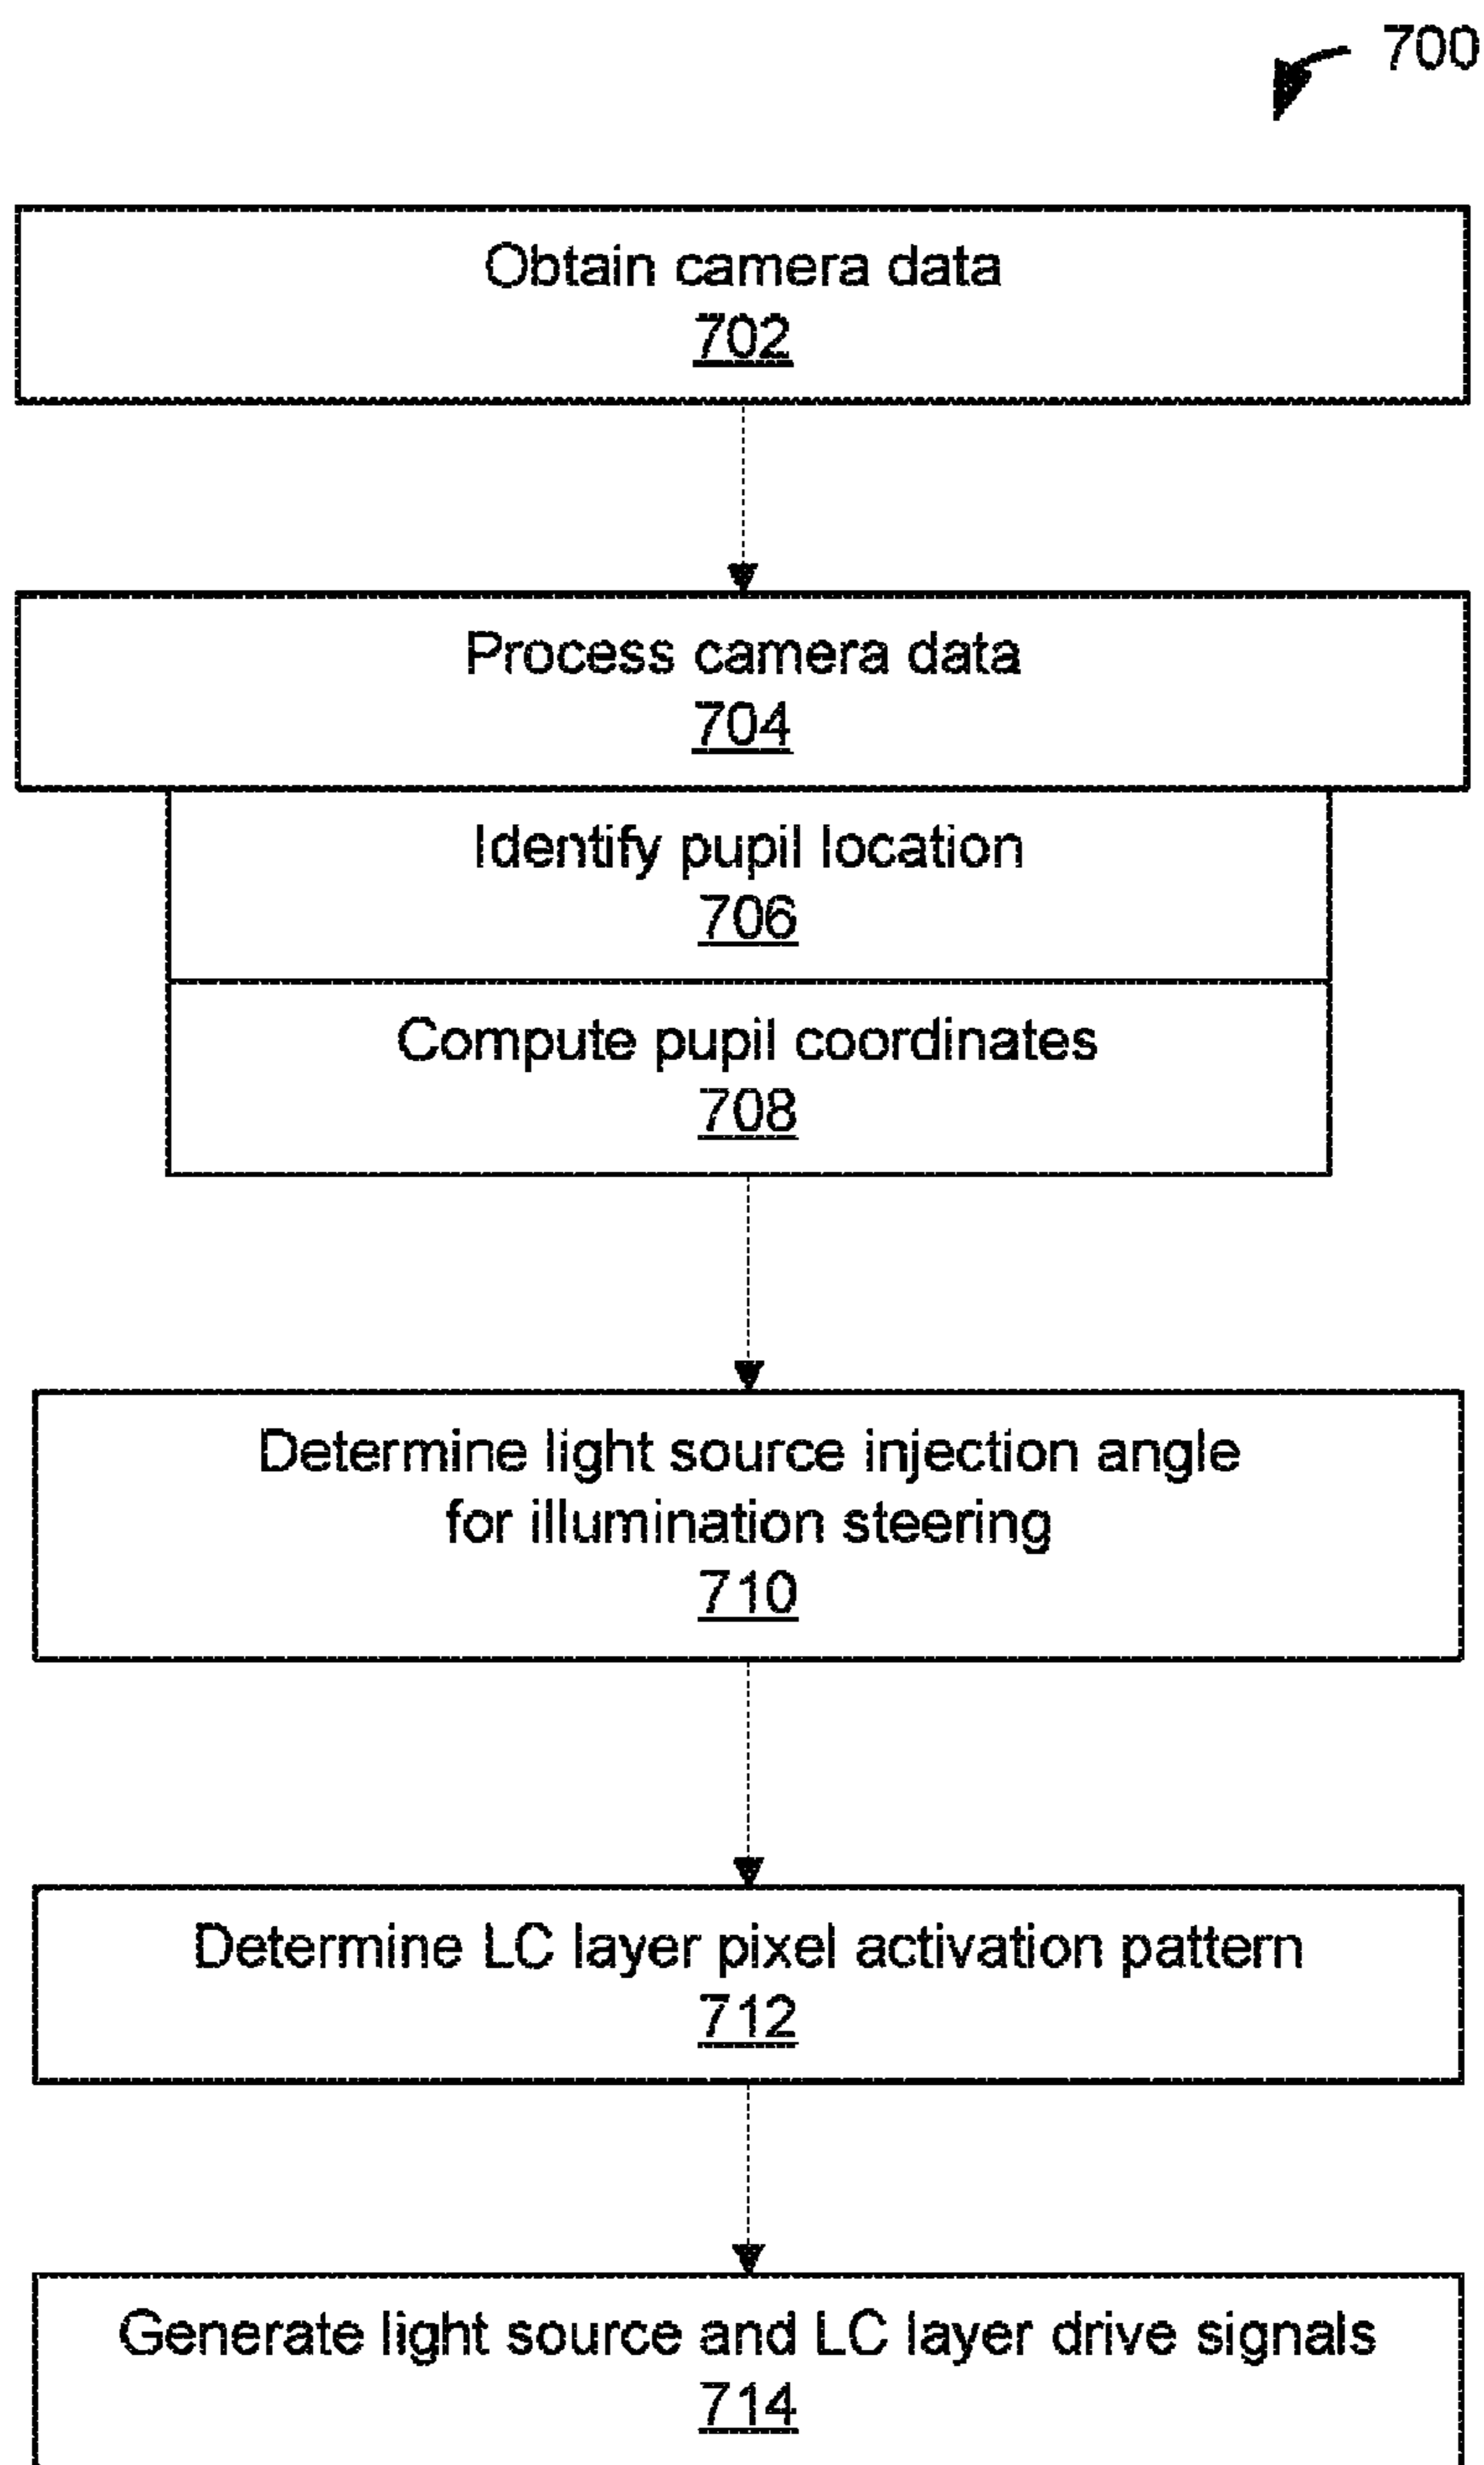 700
Obtain camera data
702
Process camera data
704
Identify pupil location
706
Compute pupil coordinates
708
Determine light source injection angle
for illumination steering
710
Determine LC layer pixel activation pattern
712
Generate light source and LC layer drive signals
714